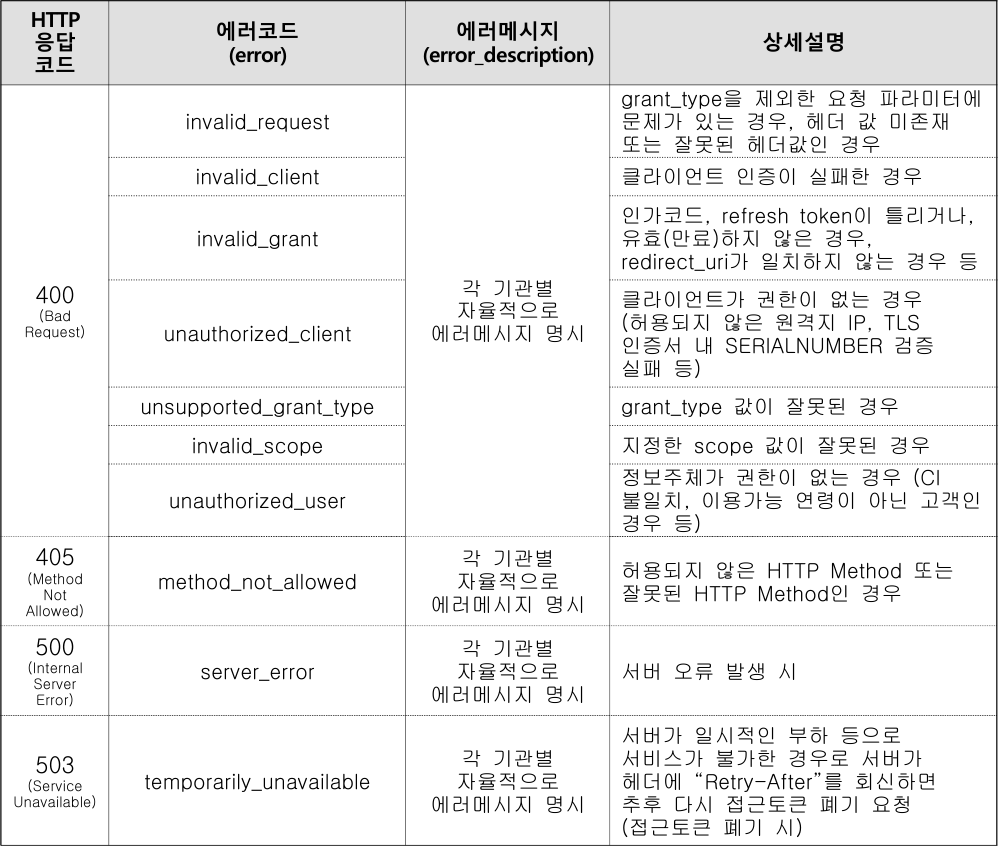 HTTP
응답
코드
에러코드
(error)
에러메시지
(error_description)
상세설명
400
(Bad
Request)
invalid_request
각 기관별
자율적으로
에러메시지 명시
grant_type을 제외한 요청 파라미터에
문제가 있는 경우, 헤더 값 미존재
또는 잘못된 헤더값인 경우
invalid_client
클라이언트 인증이 실패한 경우
invalid_grant
인가코드, refresh token이 틀리거나,
유효(만료)하지 않은 경우,
redirect_uri가 일치하지 않는 경우 등
unauthorized_client
클라이언트가 권한이 없는 경우
(허용되지 않은 원격지 IP, TLS
인증서 내 SERIALNUMBER 검증
실패 등)
unsupported_grant_type
grant_type 값이 잘못된 경우
invalid_scope
지정한 scope 값이 잘못된 경우
unauthorized_user
정보주체가 권한이 없는 경우 (CI
불일치, 이용가능 연령이 아닌 고객인
경우 등)
405
(Method
Not
Allowed)
method_not_allowed
각 기관별
자율적으로
에러메시지 명시
허용되지 않은 HTTP Method 또는
잘못된 HTTP Method인 경우
500
(Internal
Server
Error)
server_error
각 기관별
자율적으로
에러메시지 명시
서버 오류 발생 시
503
(Service
Unavailable)
temporarily_unavailable
각 기관별
자율적으로
에러메시지 명시
서버가 일시적인 부하 등으로
서비스가 불가한 경우로 서버가
헤더에 “Retry-After”를 회신하면
추후 다시 접근토큰 폐기 요청
(접근토큰 폐기 시)